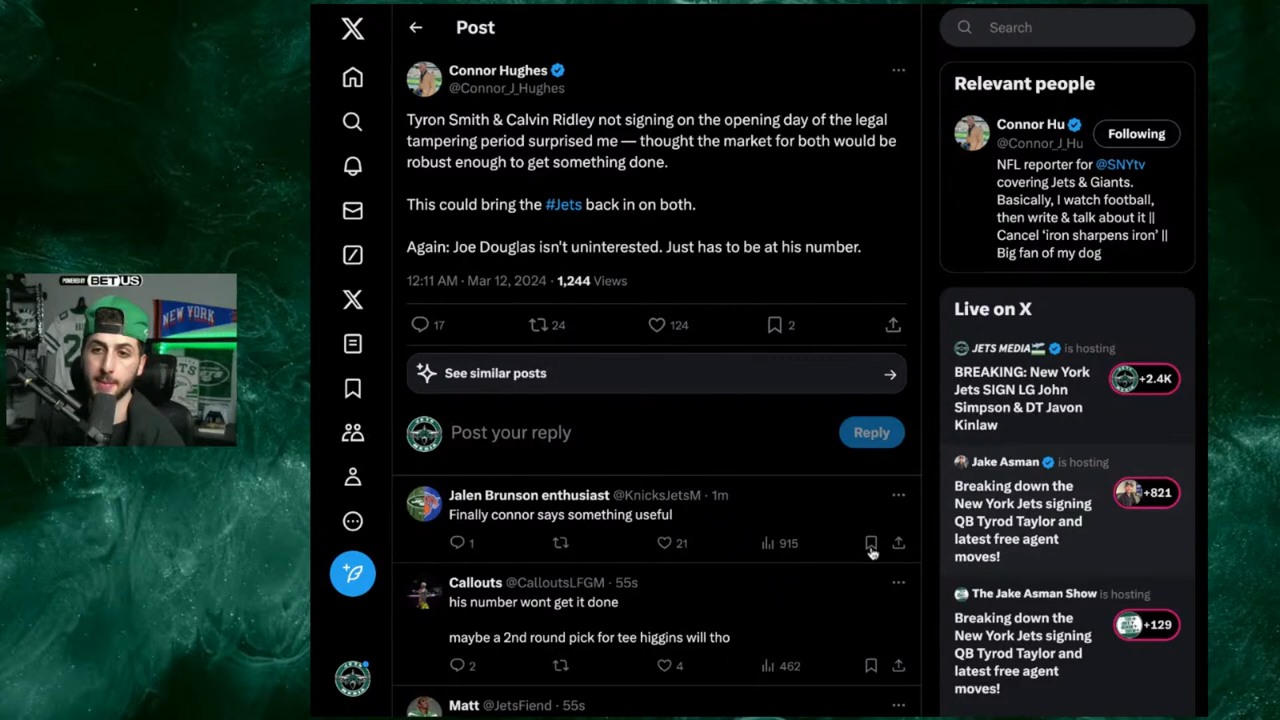 Post
Search
Connor Hughes
@Connor_J_Hughes
Tyron Smith & Calvin Ridley not signing on the opening day of the legal
tampering period surprised me — thought the market for both would be
robust enough to get something done.
This could bring the #Jets back in on both.
Again: Joe Douglas isn't uninterested. Just has to be at his number.
12:11 AM · Mar 12, 2024 · 1,244 Views
17 24 124 2
See similar posts
Post your reply
Reply
Jalen Brunson enthusiast @KnicksJetsM · 1m
Finally connor says something useful
1 21 915
Callouts @CalloutsLFGM · 55s
his number wont get it done
maybe a 2nd round pick for tee higgins will tho
2 4 462
Matt @JetsFiend · 55s
Relevant people
Connor Hu
@Connor_J_Hu
Following
NFL reporter for @SNYtv
covering Jets & Giants.
Basically, I watch football,
then write & talk about it ||
Cancel ‘iron sharpens iron’ ||
Big fan of my dog
Live on X
JETS MEDIA is hosting
BREAKING: New York
Jets SIGN LG John
Simpson & DT Javon
Kinlaw
+2.4K
Jake Asman is hosting
Breaking down the
New York Jets signing
QB Tyrod Taylor and
latest free agent
moves!
+821
The Jake Asman Show is hosting
Breaking down the
New York Jets signing
QB Tyrod Taylor and
latest free agent
moves!
+129
POWERED BY BETUS
NEW YORK